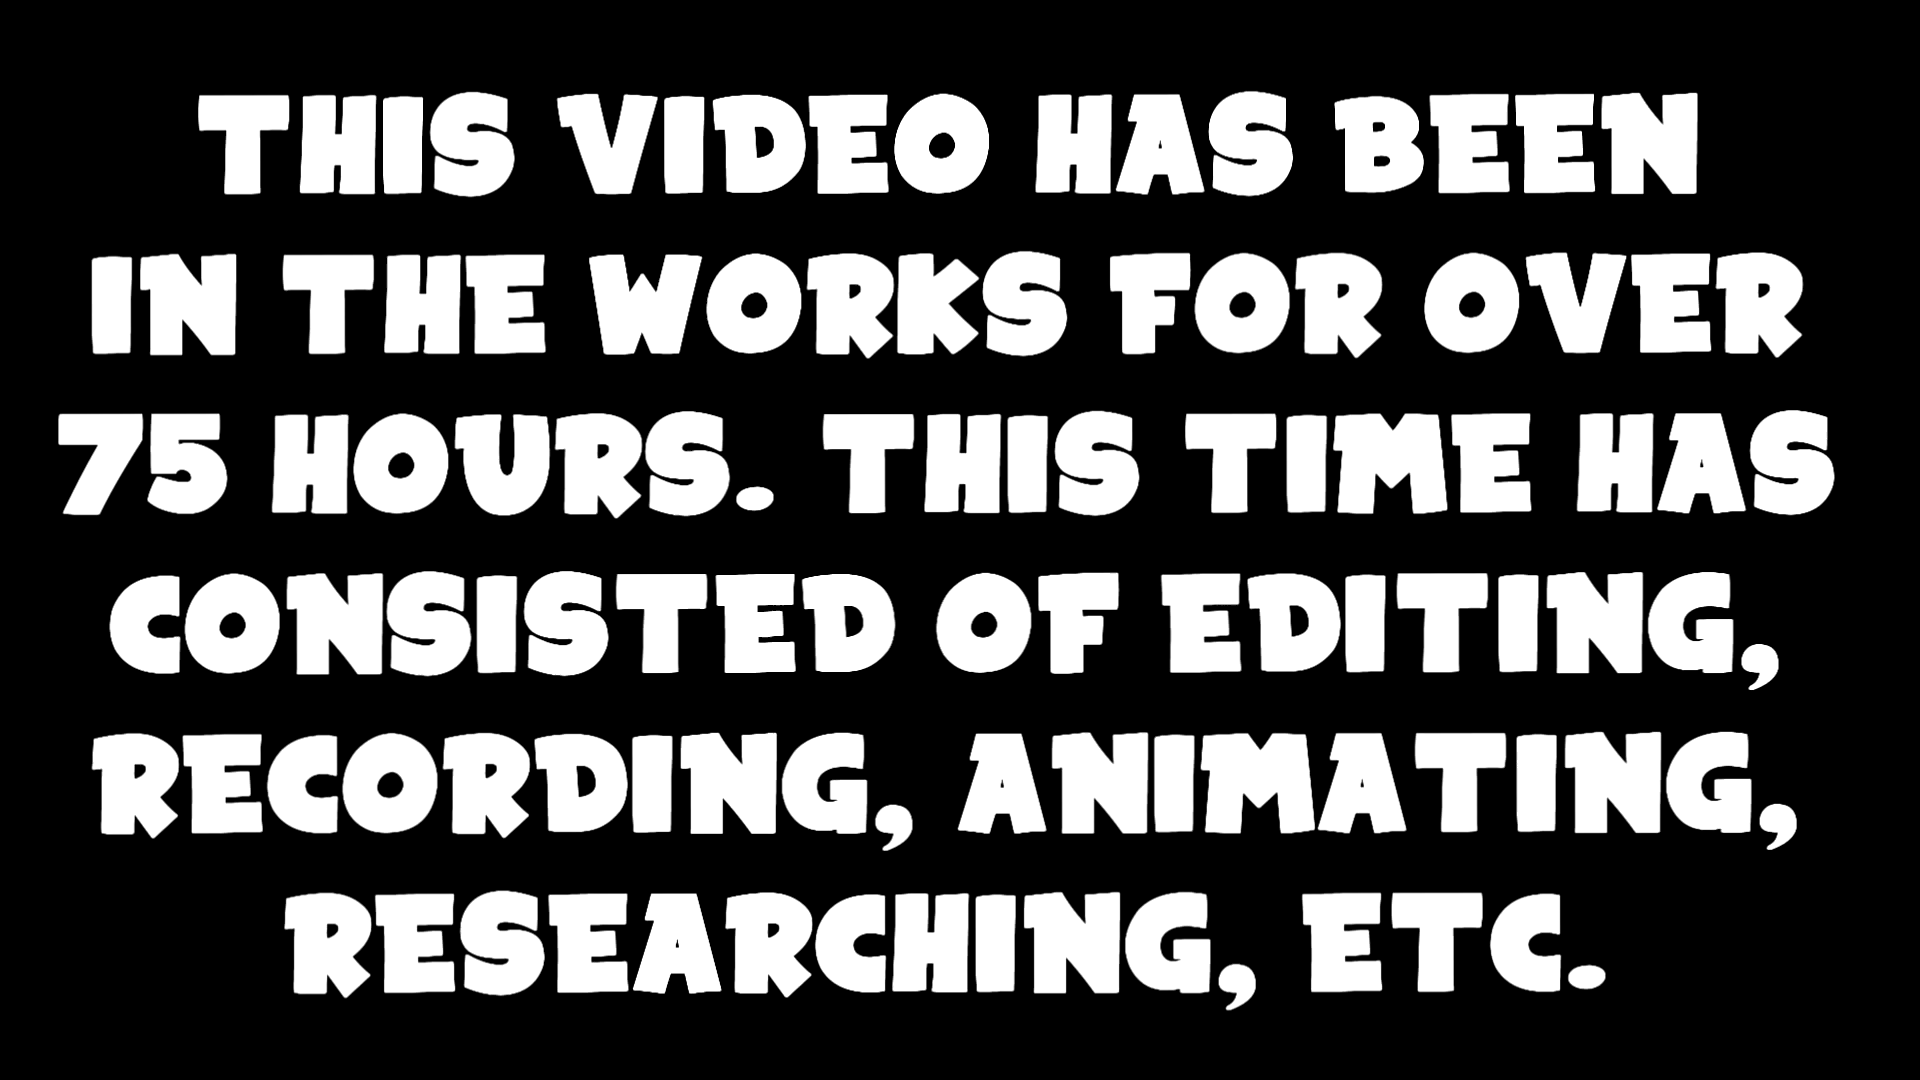 THIS VIDEO HAS BEEN
IN THE WORKS FOR OVER
75 HOURS. THIS TIME HAS
CONSISTED OF EDITING,
RECORDING, ANIMATING,
RESEARCHING, ETC.